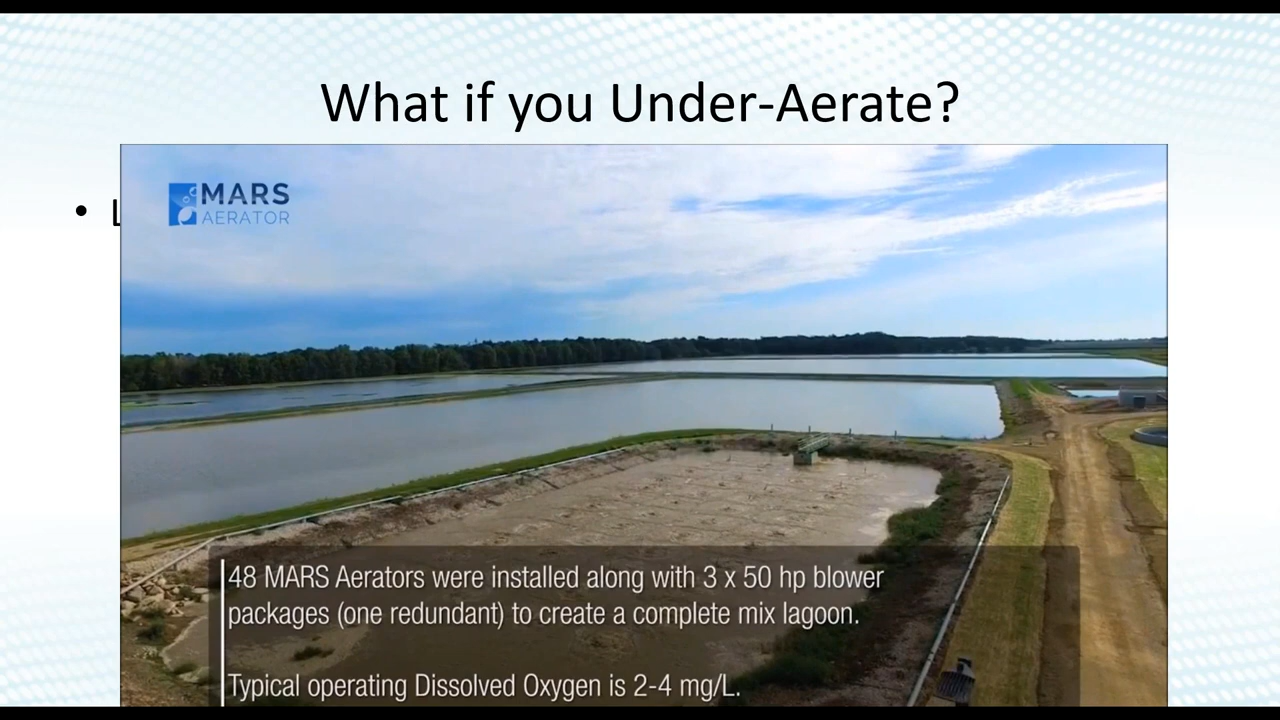 What if you Under-Aerate?
MARS
AERATOR
48 MARS Aerators were installed along with 3 x 50 hp blower
packages (one redundant) to create a complete mix lagoon.
Typical operating Dissolved Oxygen is 2-4 mg/L.